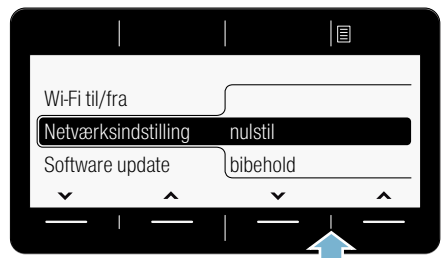 Wi-Fi til/fra
Netværksindstilling nulstil
Software update bibehold